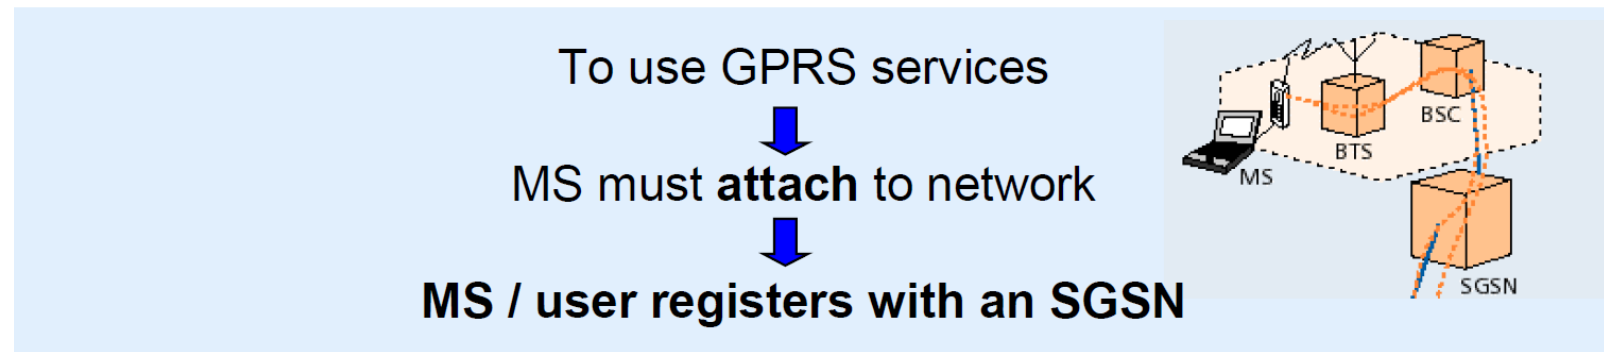 To use GPRS services
MS must attach to network
MS / user registers with an SGSN
BSC
BTS
MS
SGSN